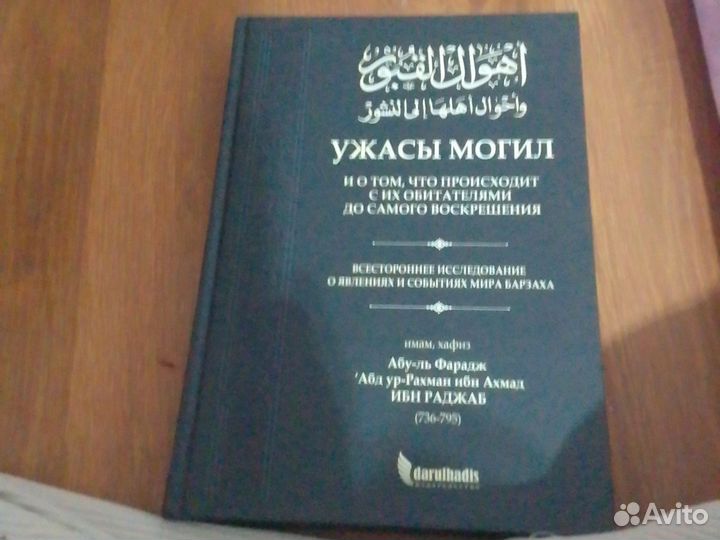 أهوال القبور
وأحوال أهلها إلى النشور
УЖАСЫ МОГИЛ
И О ТОМ, ЧТО ПРОИСХОДИТ
С ИХ ОБИТАТЕЛЯМИ
ДО САМОГО ВОСКРЕШЕНИЯ
ВСЕСТОРОННЕЕ ИССЛЕДОВАНИЕ
О ЯВЛЕНИЯХ И СОБЫТИЯХ МИРА БАРЗАХА
имам, хафиз
Абу-ль Фарадж
‘Абд ур-Рахман ибн Ахмад
ИБН РАДЖАБ
(736-795)
darulhadis
ИЗДАТЕЛЬСТВО
Avito